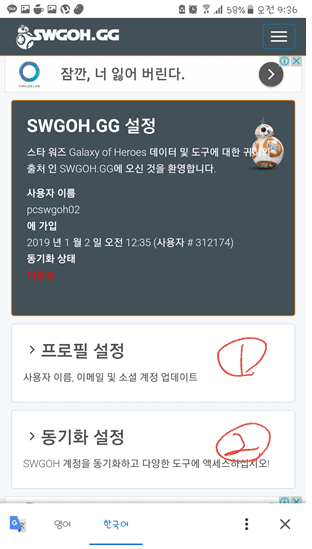 58% 오전 9:36
SWGOH.GG
잠깐, 너 잃어 버린다.
SWGOH.GG 설정
스타 워즈 Galaxy of Heroes 데이터 및 도구에 대한 귀하의
출처 인 SWGOH.GG에 오신 것을 환영합니다.
사용자 이름
pcswgoh02
에 가입
2019 년 1 월 2 일 오전 12:35 (사용자 # 312174)
동기화 상태
프로필 설정
1
사용자 이름, 이메일 및 소셜 계정 업데이트
동기화 설정
2
SWGOH 계정을 동기화하고 다양한 도구에 액세스하십시오!
영어 한국어